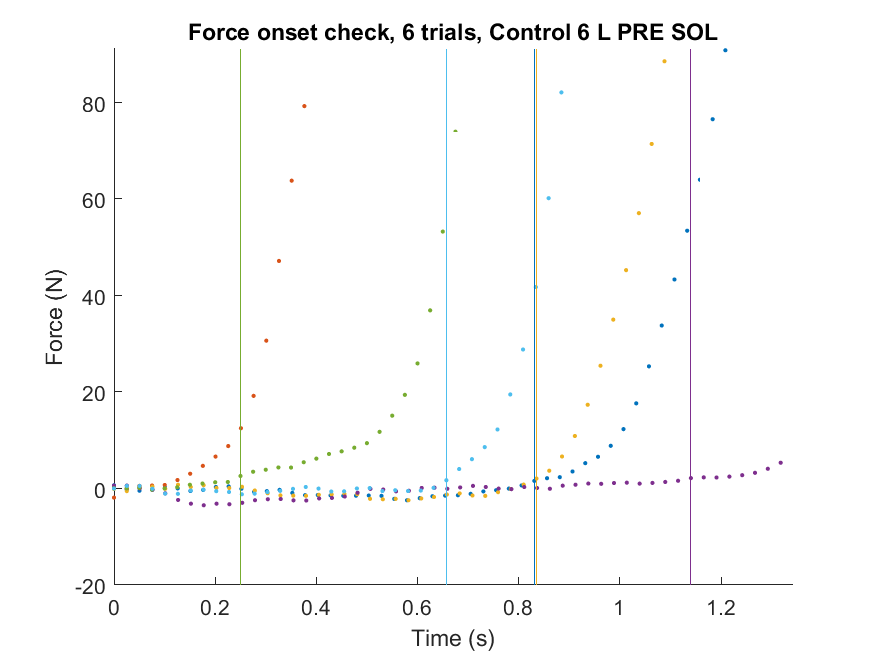 Force onset check, 6 trials, Control 6 L PRE SOL
Force (N)
80
60
40
20
0
-20
0 0.2 0.4 0.6 0.8 1 1.2
Time (s)